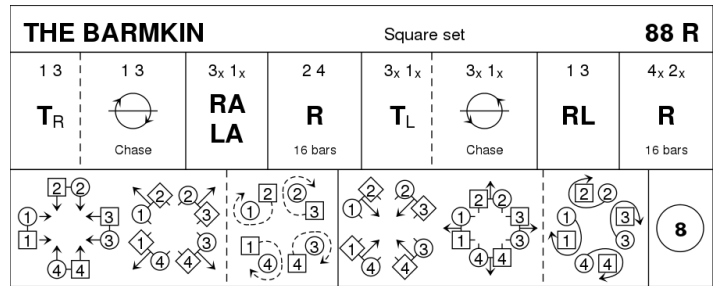 THE BARMKIN Square set 88 R
1 3 1 3 3x 1x 2 4 3x 1x 3x 1x 1 3 4x 2x
TR RA R TL RL R
LA
Chase 16 bars Chase 16 bars
2 2 2 2 2 2 2 2 2 2
1 3 1 3 1 3 1 3 1 3 1 3
1 3 1 3 4 3 1 3 1 3 1 3 8
4 4 4 4 1 4 4 4 4 4 4 4